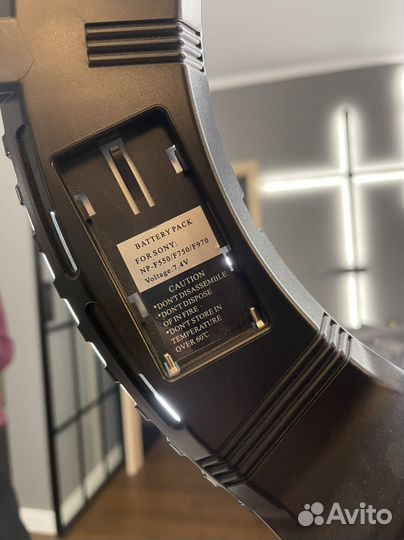 BATTERY PACK
FOR SONY:
NP-F550/F750/F970
Voltage:7.4V
CAUTION
*DON'T DISASSEMBLE
*DON'T DISPOSE
OF IN FIRE
*DON'T STORE IN
TEMPERATURE
OVER 60℃
Avito